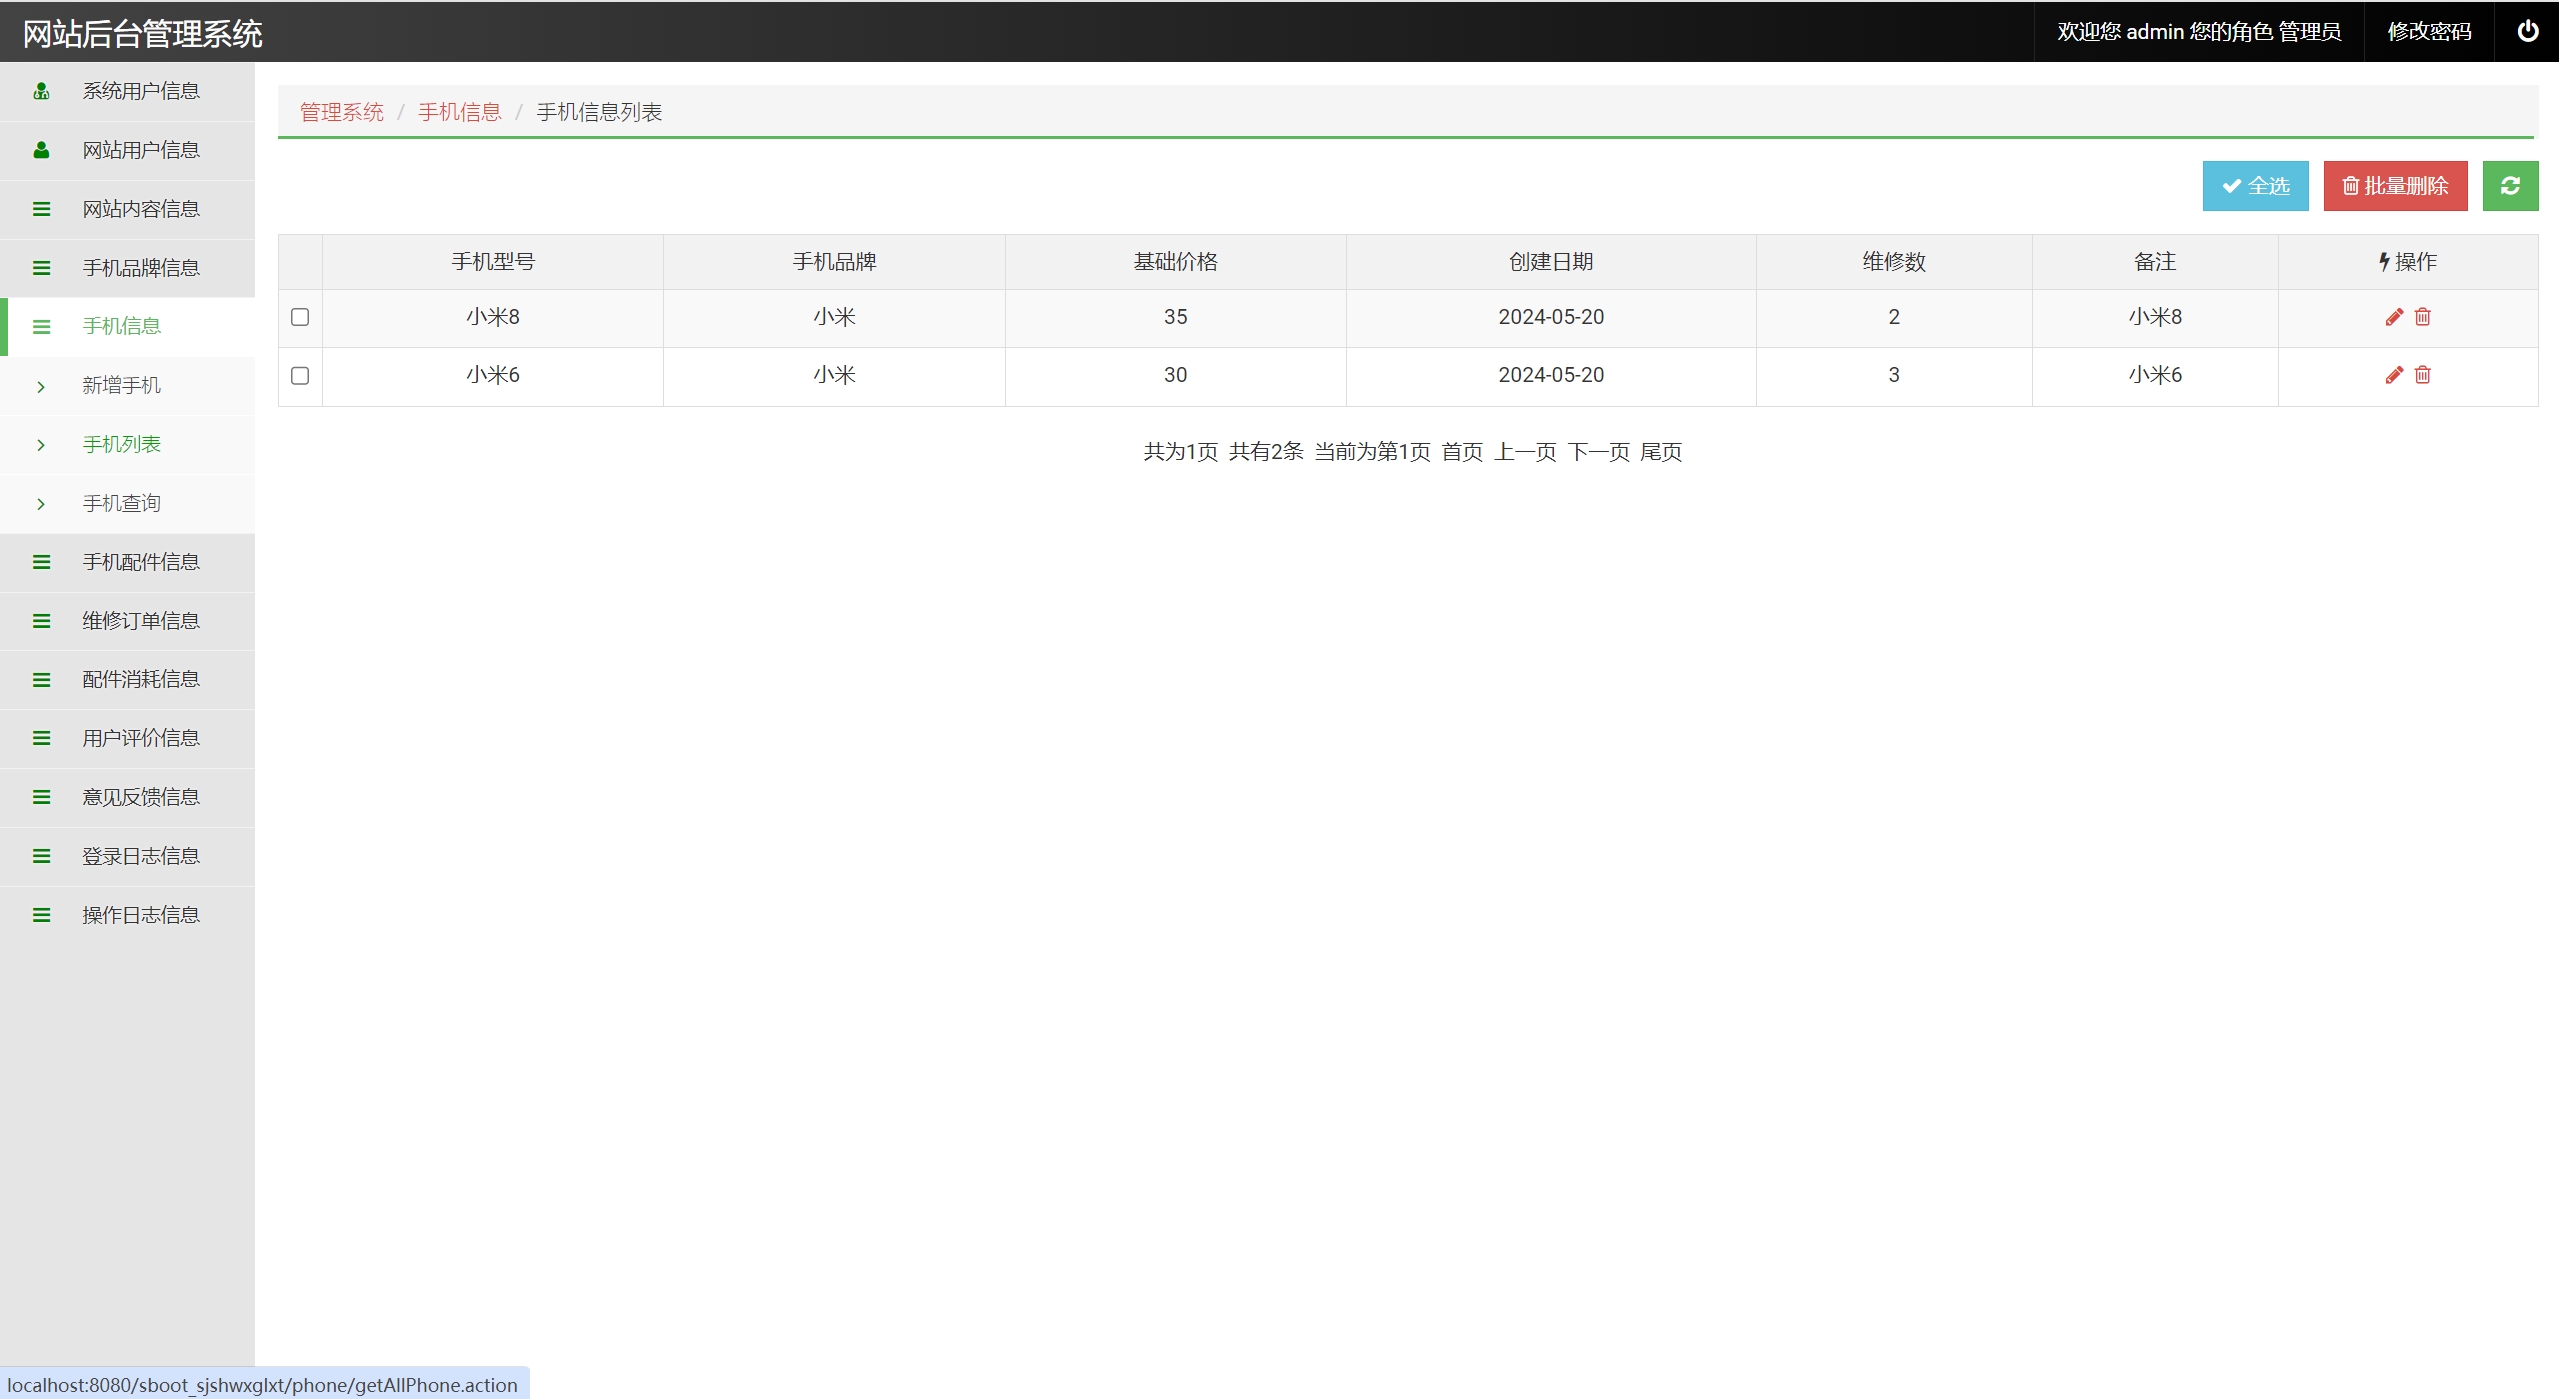 网站后台管理系统
欢迎您 admin 您的角色 管理员
修改密码
系统用户信息
网站用户信息
网站内容信息
手机品牌信息
手机信息
新增手机
手机列表
手机查询
手机配件信息
维修订单信息
配件消耗信息
用户评价信息
意见反馈信息
登录日志信息
操作日志信息
管理系统 / 手机信息 / 手机信息列表
全选 批量删除
手机型号 手机品牌 基础价格 创建日期 维修数 备注 操作
小米8 小米 35 2024-05-20 2 小米8
小米6 小米 30 2024-05-20 3 小米6
共为1页 共有2条 当前为第1页 首页 上一页 下一页 尾页
localhost:8080/sboot_sjshwxglxt/phone/getAllPhone.action